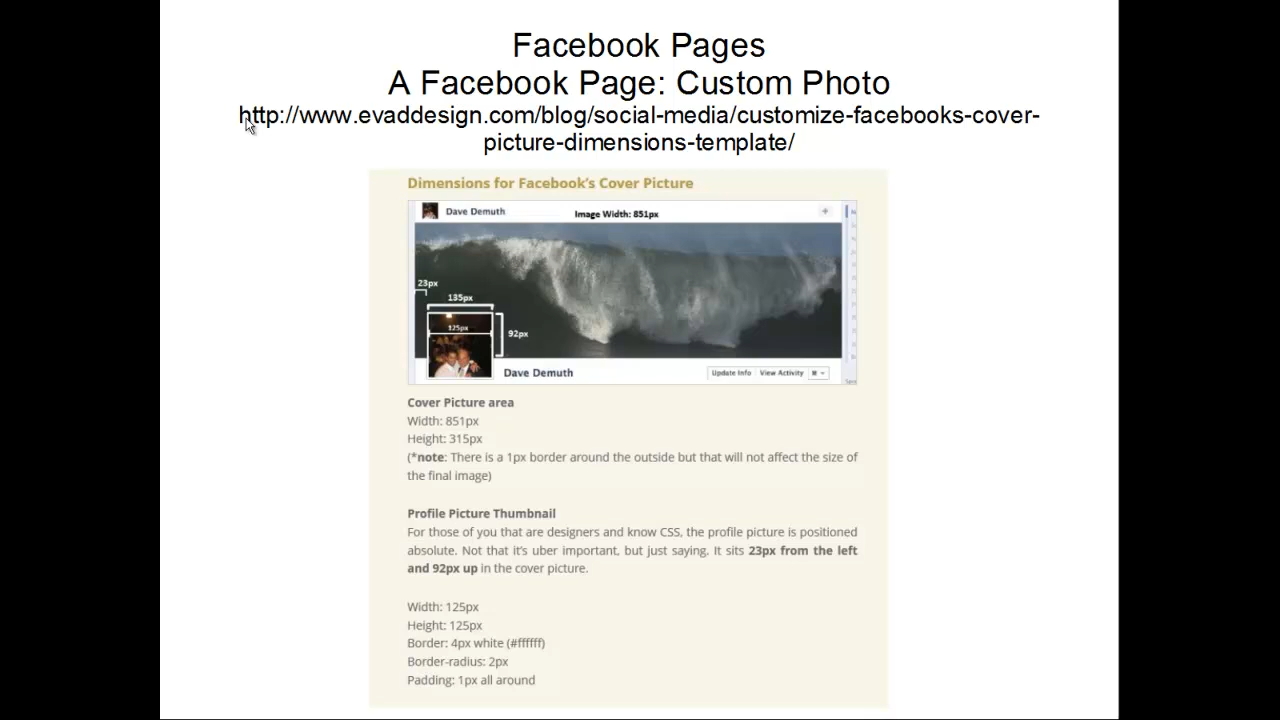 Facebook Pages
A Facebook Page: Custom Photo
http://www.evaddesign.com/blog/social-media/customize-facebooks-cover-
picture-dimensions-template/
Dimensions for Facebook's Cover Picture
Dave Demuth
Image Width: 851px
23px
135px
125px
92px
Dave Demuth
Update Info
View Activity
Cover Picture area
Width: 851px
Height: 315px
(*note: There is a 1px border around the outside but that will not affect the size of
the final image)
Profile Picture Thumbnail
For those of you that are designers and know CSS, the profile picture is positioned
absolute. Not that it's uber important, but just saying. It sits 23px from the left
and 92px up in the cover picture.
Width: 125px
Height: 125px
Border: 4px white (#ffffff)
Border-radius: 2px
Padding: 1px all around